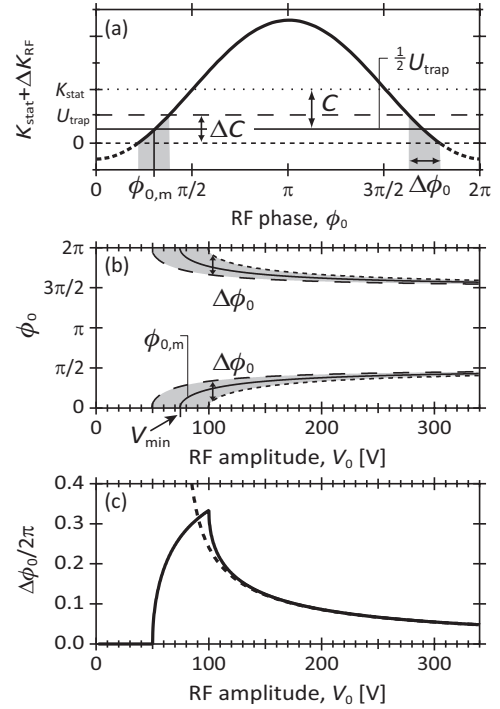 (a)
K_stat + ΔK_RF
K_stat
U_trap
0
½ U_trap
C
ΔC
0 π/2 π 3π/2 2π
ϕ_0,m Δϕ_0
RF phase, ϕ_0
(b)
2π
3π/2
π
π/2
0
ϕ_0
Δϕ_0
ϕ_0,m
Δϕ_0
0 100 200 300
V_min
RF amplitude, V_0 [V]
(c)
0.4
0.3
0.2
0.1
0.0
Δϕ_0/2π
0 100 200 300
RF amplitude, V_0 [V]